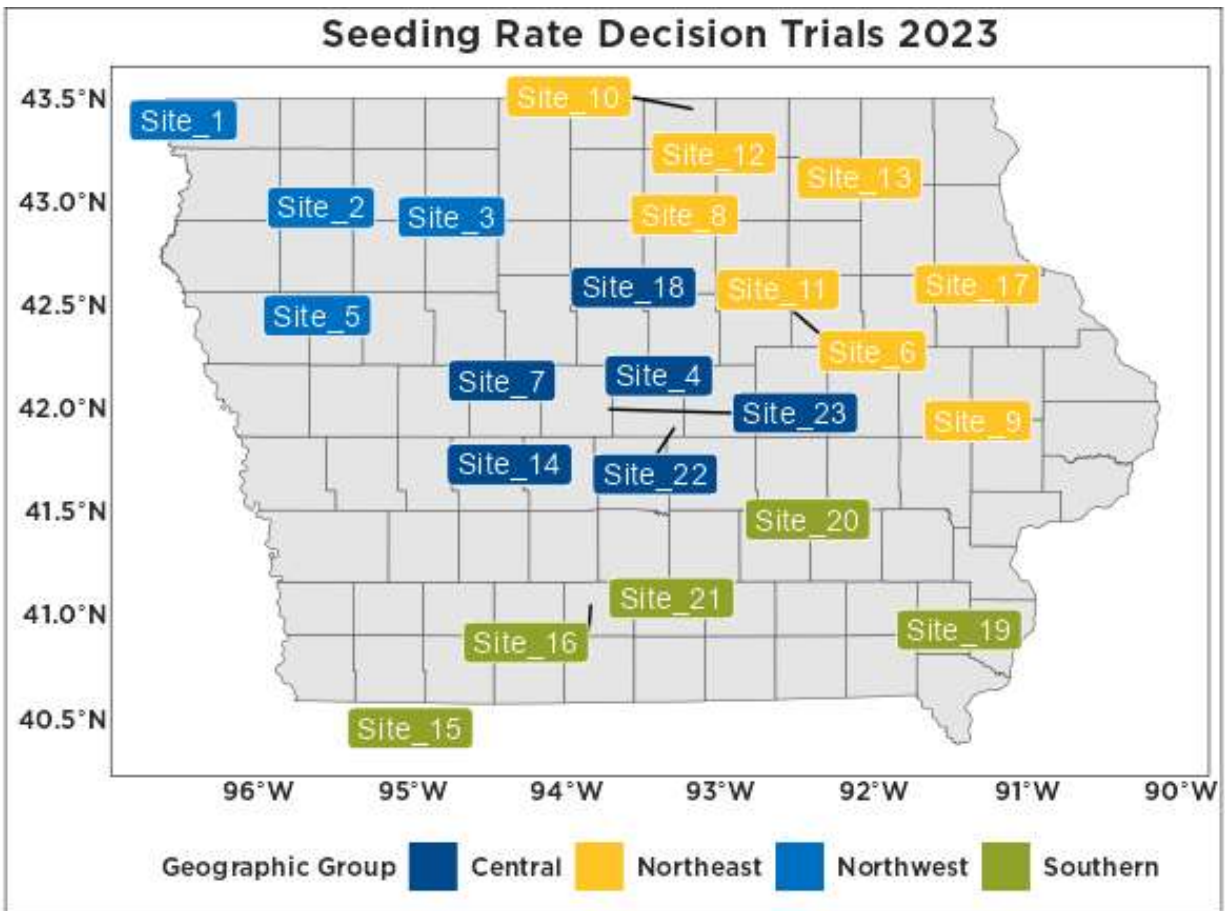 Seeding Rate Decision Trials 2023
43.5°N
43.0°N
42.5°N
42.0°N
41.5°N
41.0°N
40.5°N
Site_10
Site_1
Site_12
Site_13
Site_2
Site_3
Site_8
Site_18
Site_11
Site_17
Site_5
Site_6
Site_7
Site_4
Site_23
Site_9
Site_14
Site_22
Site_20
Site_21
Site_19
Site_16
Site_15
96°W 95°W 94°W 93°W 92°W 91°W 90°W
Geographic Group Central Northeast Northwest Southern